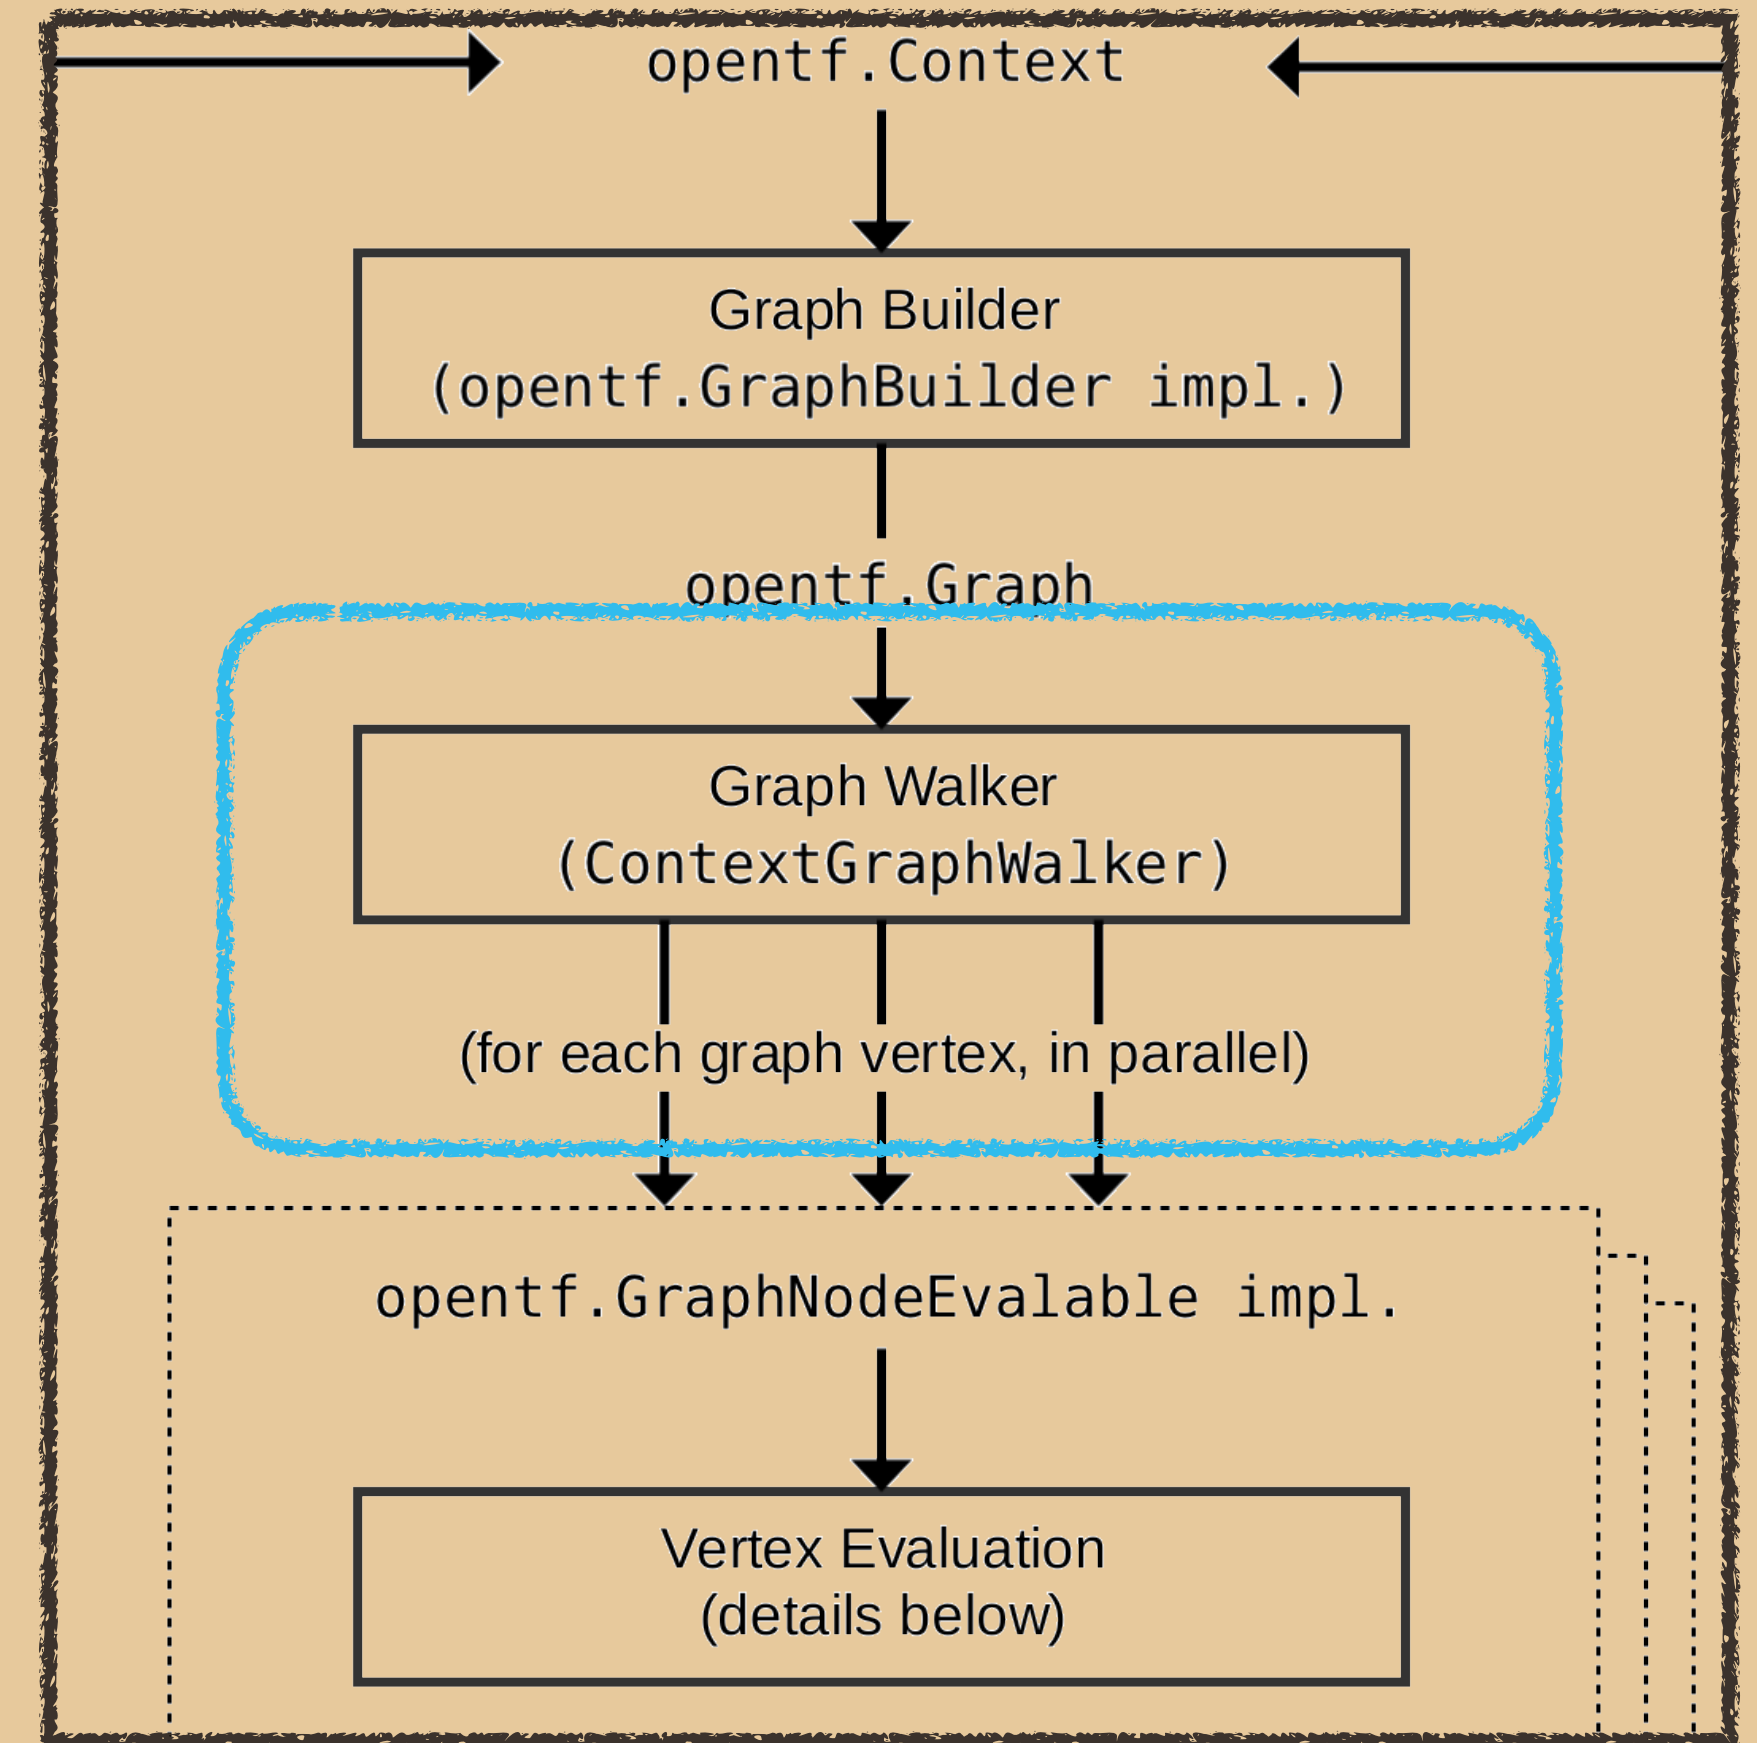 opentf.Context
Graph Builder
(opentf.GraphBuilder impl.)
opentf.Graph
Graph Walker
(ContextGraphWalker)
(for each graph vertex, in parallel)
opentf.GraphNodeEvalable impl.
Vertex Evaluation
(details below)